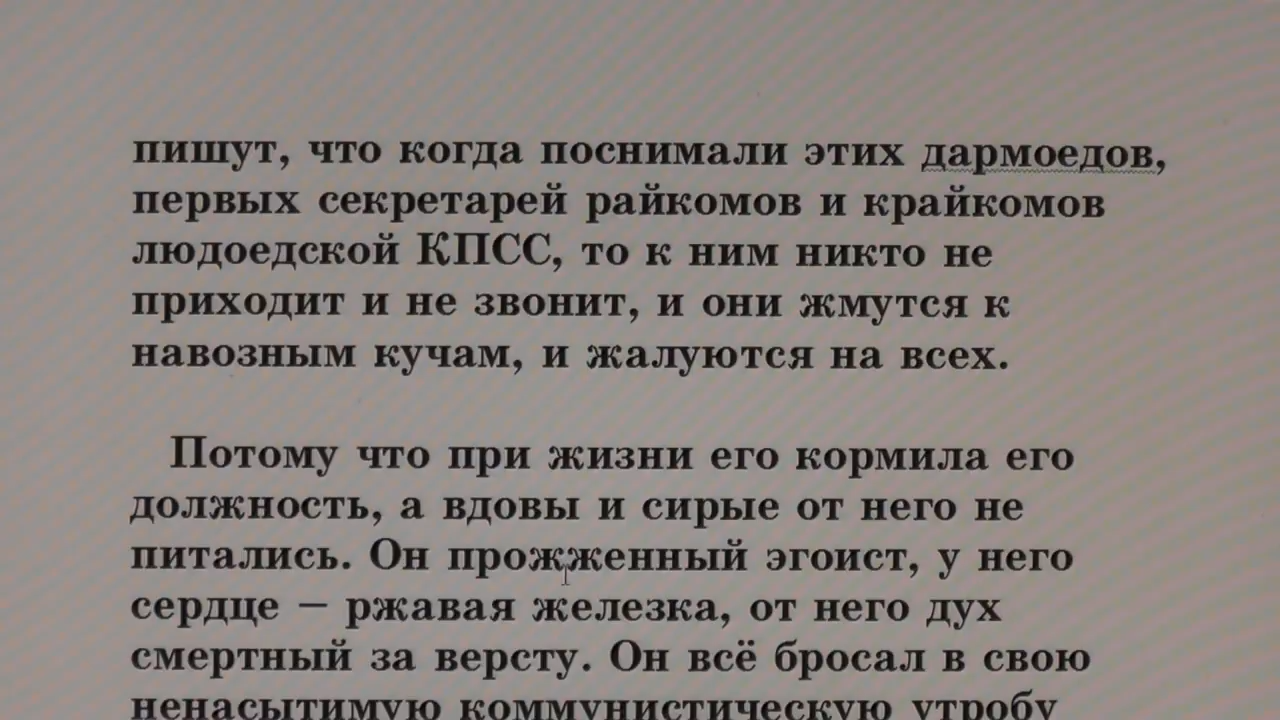 пишут, что когда поснимали этих дармоедов,
первых секретарей райкомов и крайкомов
людоедской КПСС, то к ним никто не
приходит и не звонит, и они жмутся к
навозным кучам, и жалуются на всех.
Потому что при жизни его кормила его
должность, а вдовы и сирые от него не
питались. Он прожженный эгоист, у него
сердце – ржавая железка, от него дух
смертный за версту. Он всё бросал в свою
ненасытимую коммунистическую утробу